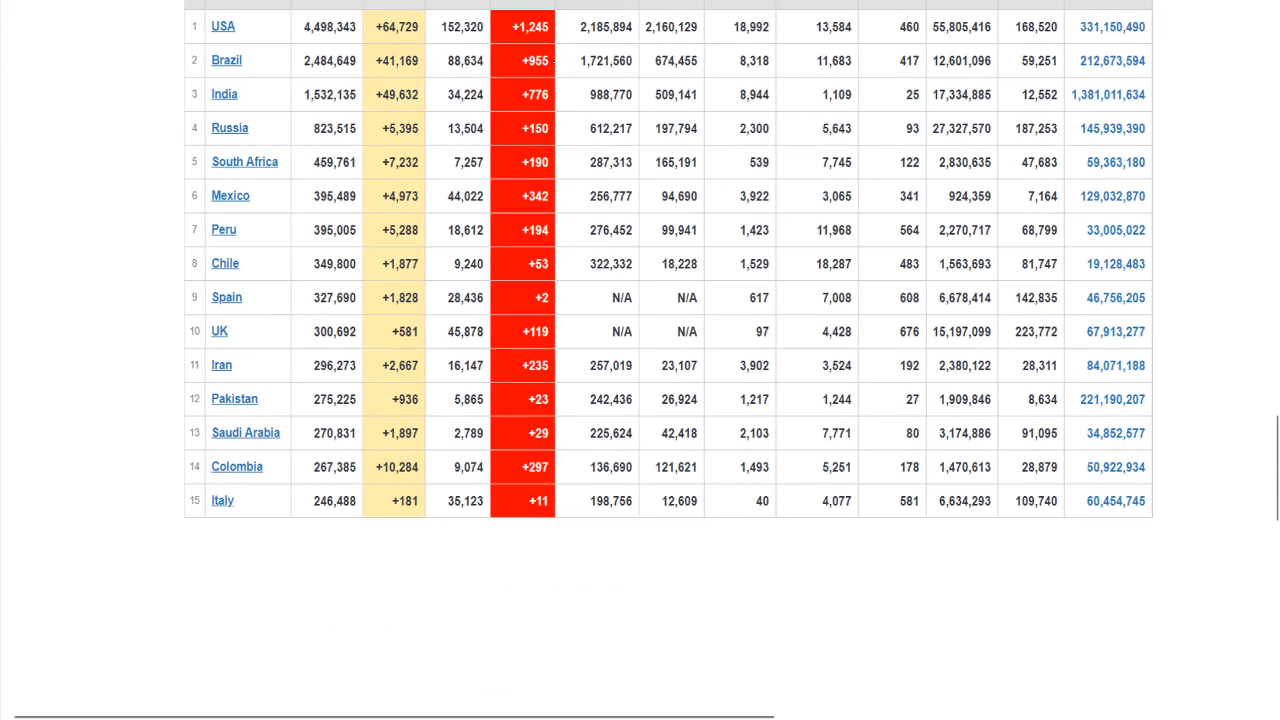 1 USA 4,498,343 +64,729 152,320 +1,245 2,185,894 2,160,129 18,992 13,584 460 55,805,416 168,520 331,150,490
2 Brazil 2,484,649 +41,169 88,634 +955 1,721,560 674,455 8,318 11,683 417 12,601,096 59,251 212,673,594
3 India 1,532,135 +49,632 34,224 +776 988,770 509,141 8,944 1,109 25 17,334,885 12,552 1,381,011,634
4 Russia 823,515 +5,395 13,504 +150 612,217 197,794 2,300 5,643 93 27,327,570 187,253 145,939,390
5 South Africa 459,761 +7,232 7,257 +190 287,313 165,191 539 7,745 122 2,830,635 47,683 59,363,180
6 Mexico 395,489 +4,973 44,022 +342 256,777 94,690 3,922 3,065 341 924,359 7,164 129,032,870
7 Peru 395,005 +5,288 18,612 +194 276,452 99,941 1,423 11,968 564 2,270,717 68,799 33,005,022
8 Chile 349,800 +1,877 9,240 +53 322,332 18,228 1,529 18,287 483 1,563,693 81,747 19,128,483
9 Spain 327,690 +1,828 28,436 +2 N/A N/A 617 7,008 608 6,678,414 142,835 46,756,205
10 UK 300,692 +581 45,878 +119 N/A N/A 97 4,428 676 15,197,099 223,772 67,913,277
11 Iran 296,273 +2,667 16,147 +235 257,019 23,107 3,902 3,524 192 2,380,122 28,311 84,071,188
12 Pakistan 275,225 +936 5,865 +23 242,436 26,924 1,217 1,244 27 1,909,846 8,634 221,190,207
13 Saudi Arabia 270,831 +1,897 2,789 +29 225,624 42,418 2,103 7,771 80 3,174,886 91,095 34,852,577
14 Colombia 267,385 +10,284 9,074 +297 136,690 121,621 1,493 5,251 178 1,470,613 28,879 50,922,934
15 Italy 246,488 +181 35,123 +11 198,756 12,609 40 4,077 581 6,634,293 109,740 60,454,745